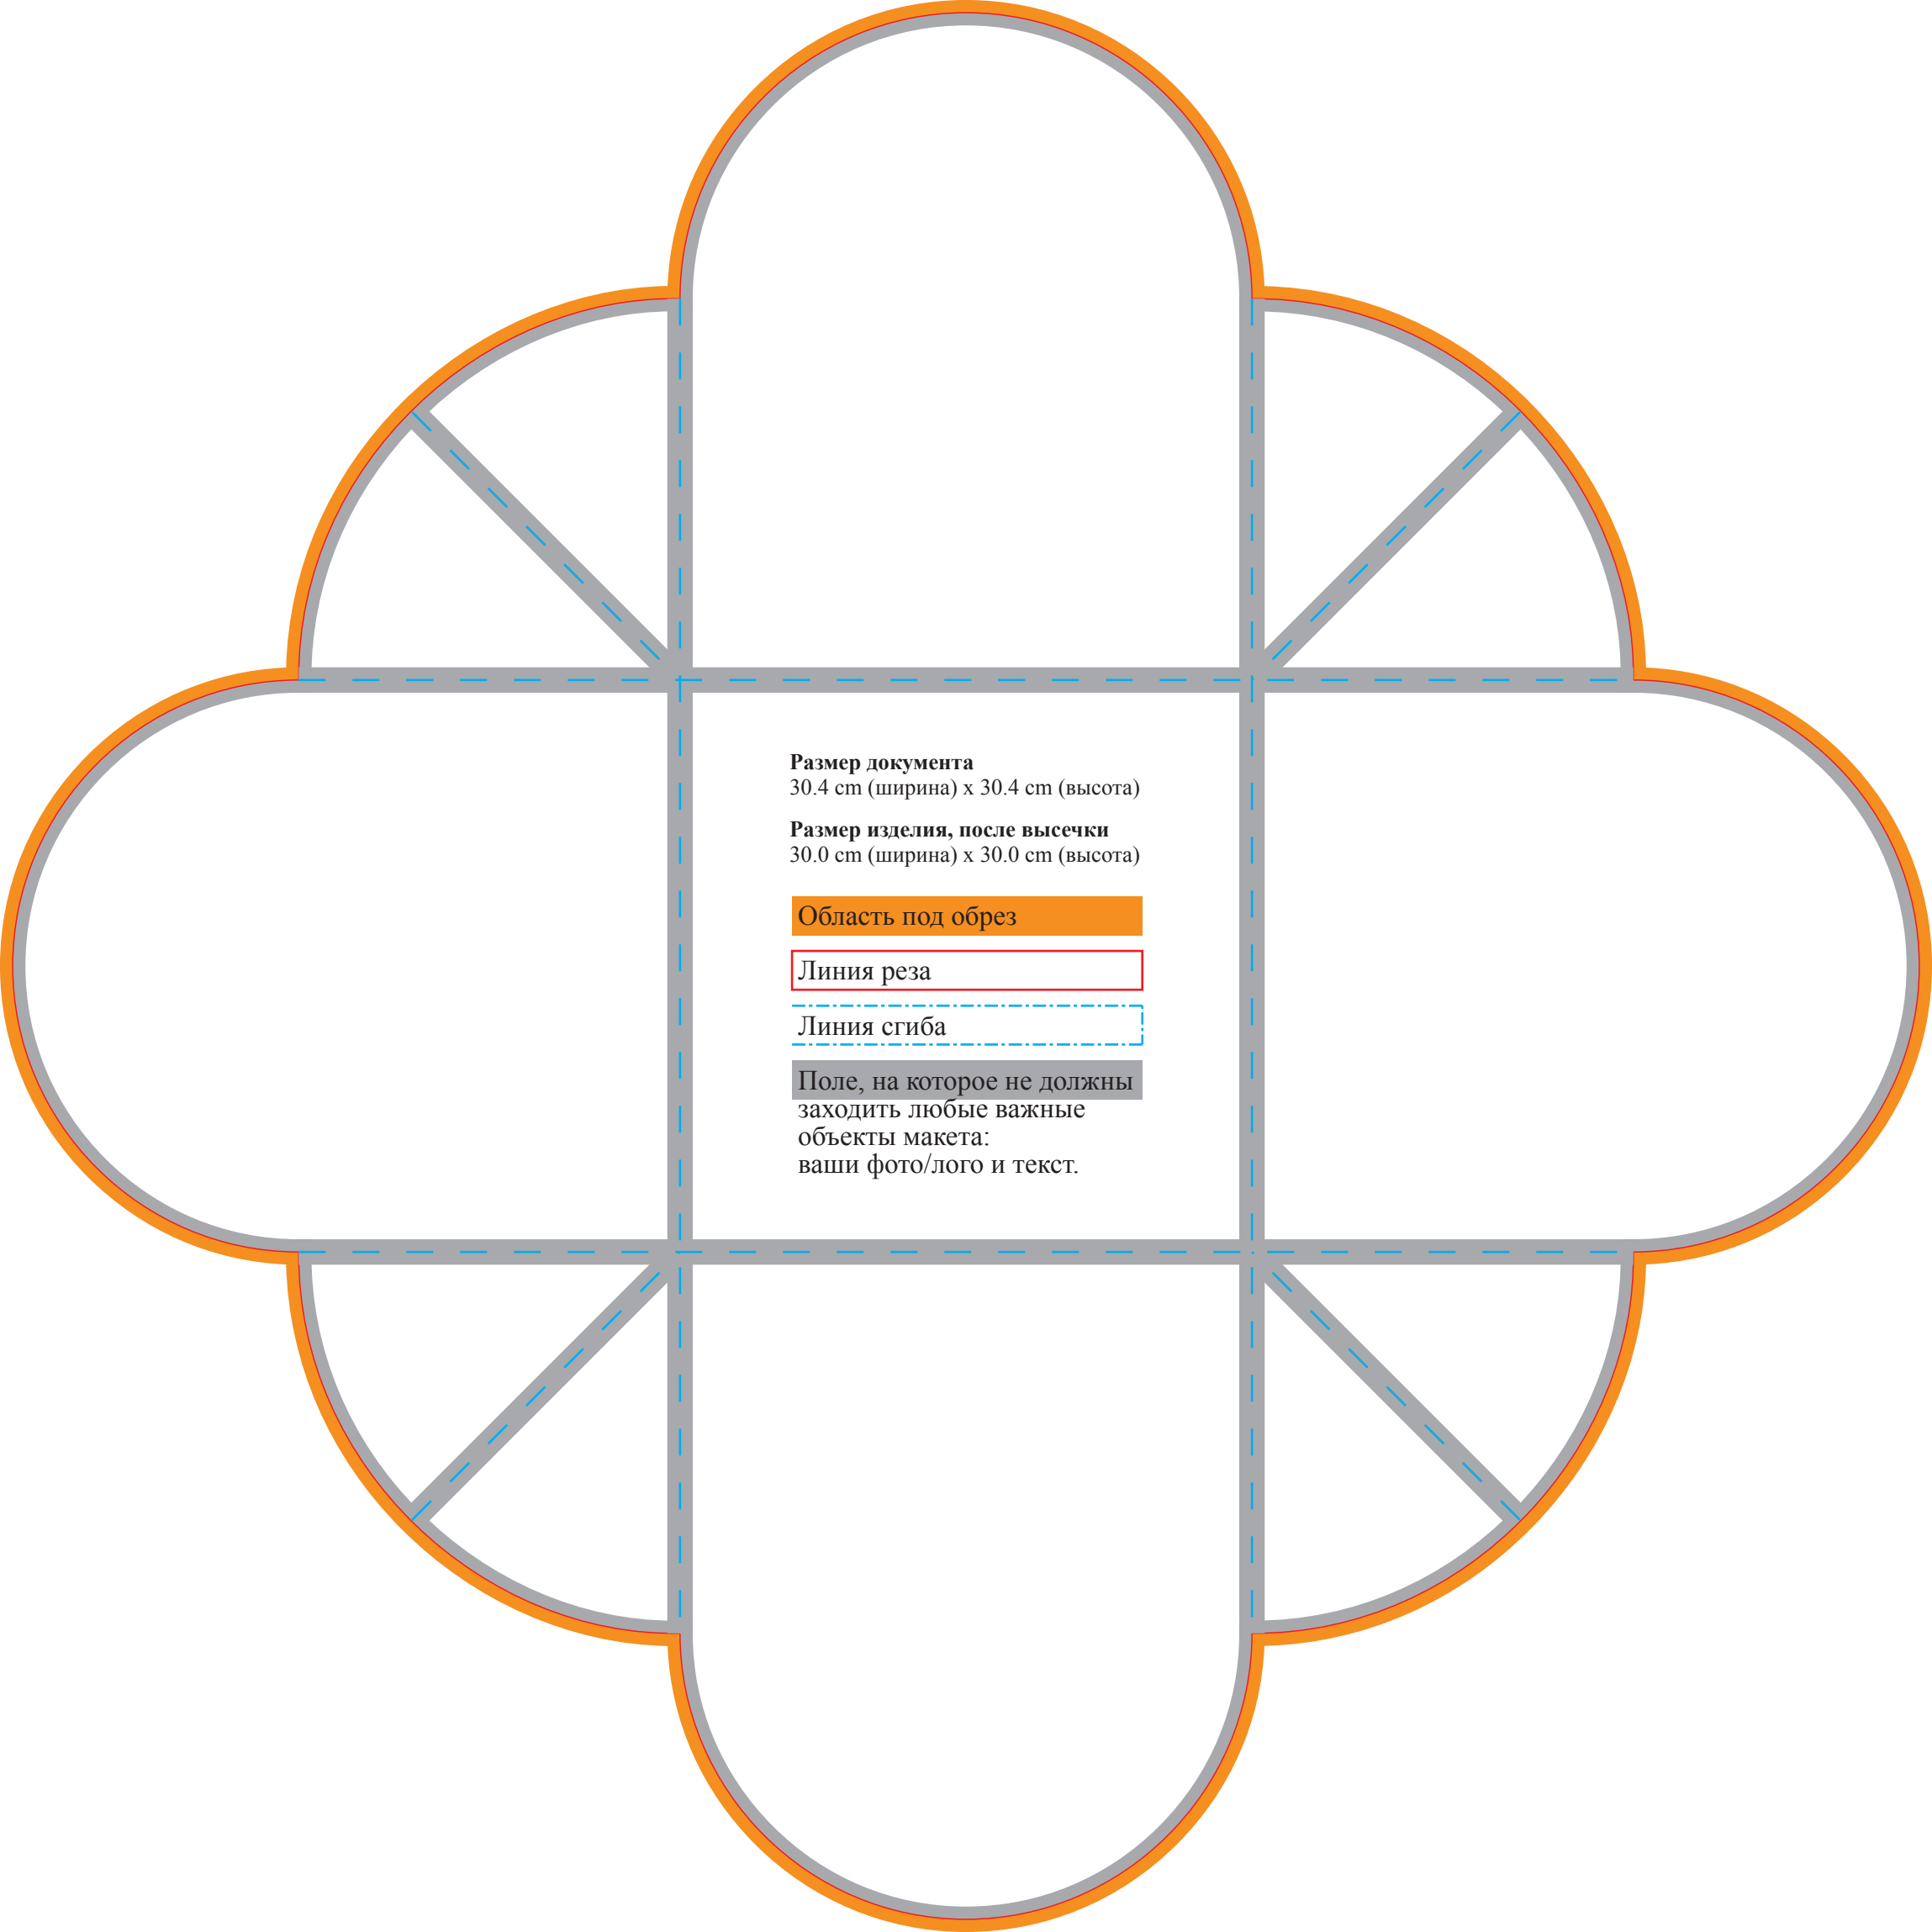 Размер документа
30.4 cm (ширина) x 30.4 cm (высота)
Размер изделия, после высечки
30.0 cm (ширина) x 30.0 cm (высота)
Область под обрез
Линия реза
Линия сгиба
Поле, на которое не должны
заходить любые важные
объекты макета:
ваши фото/лого и текст.